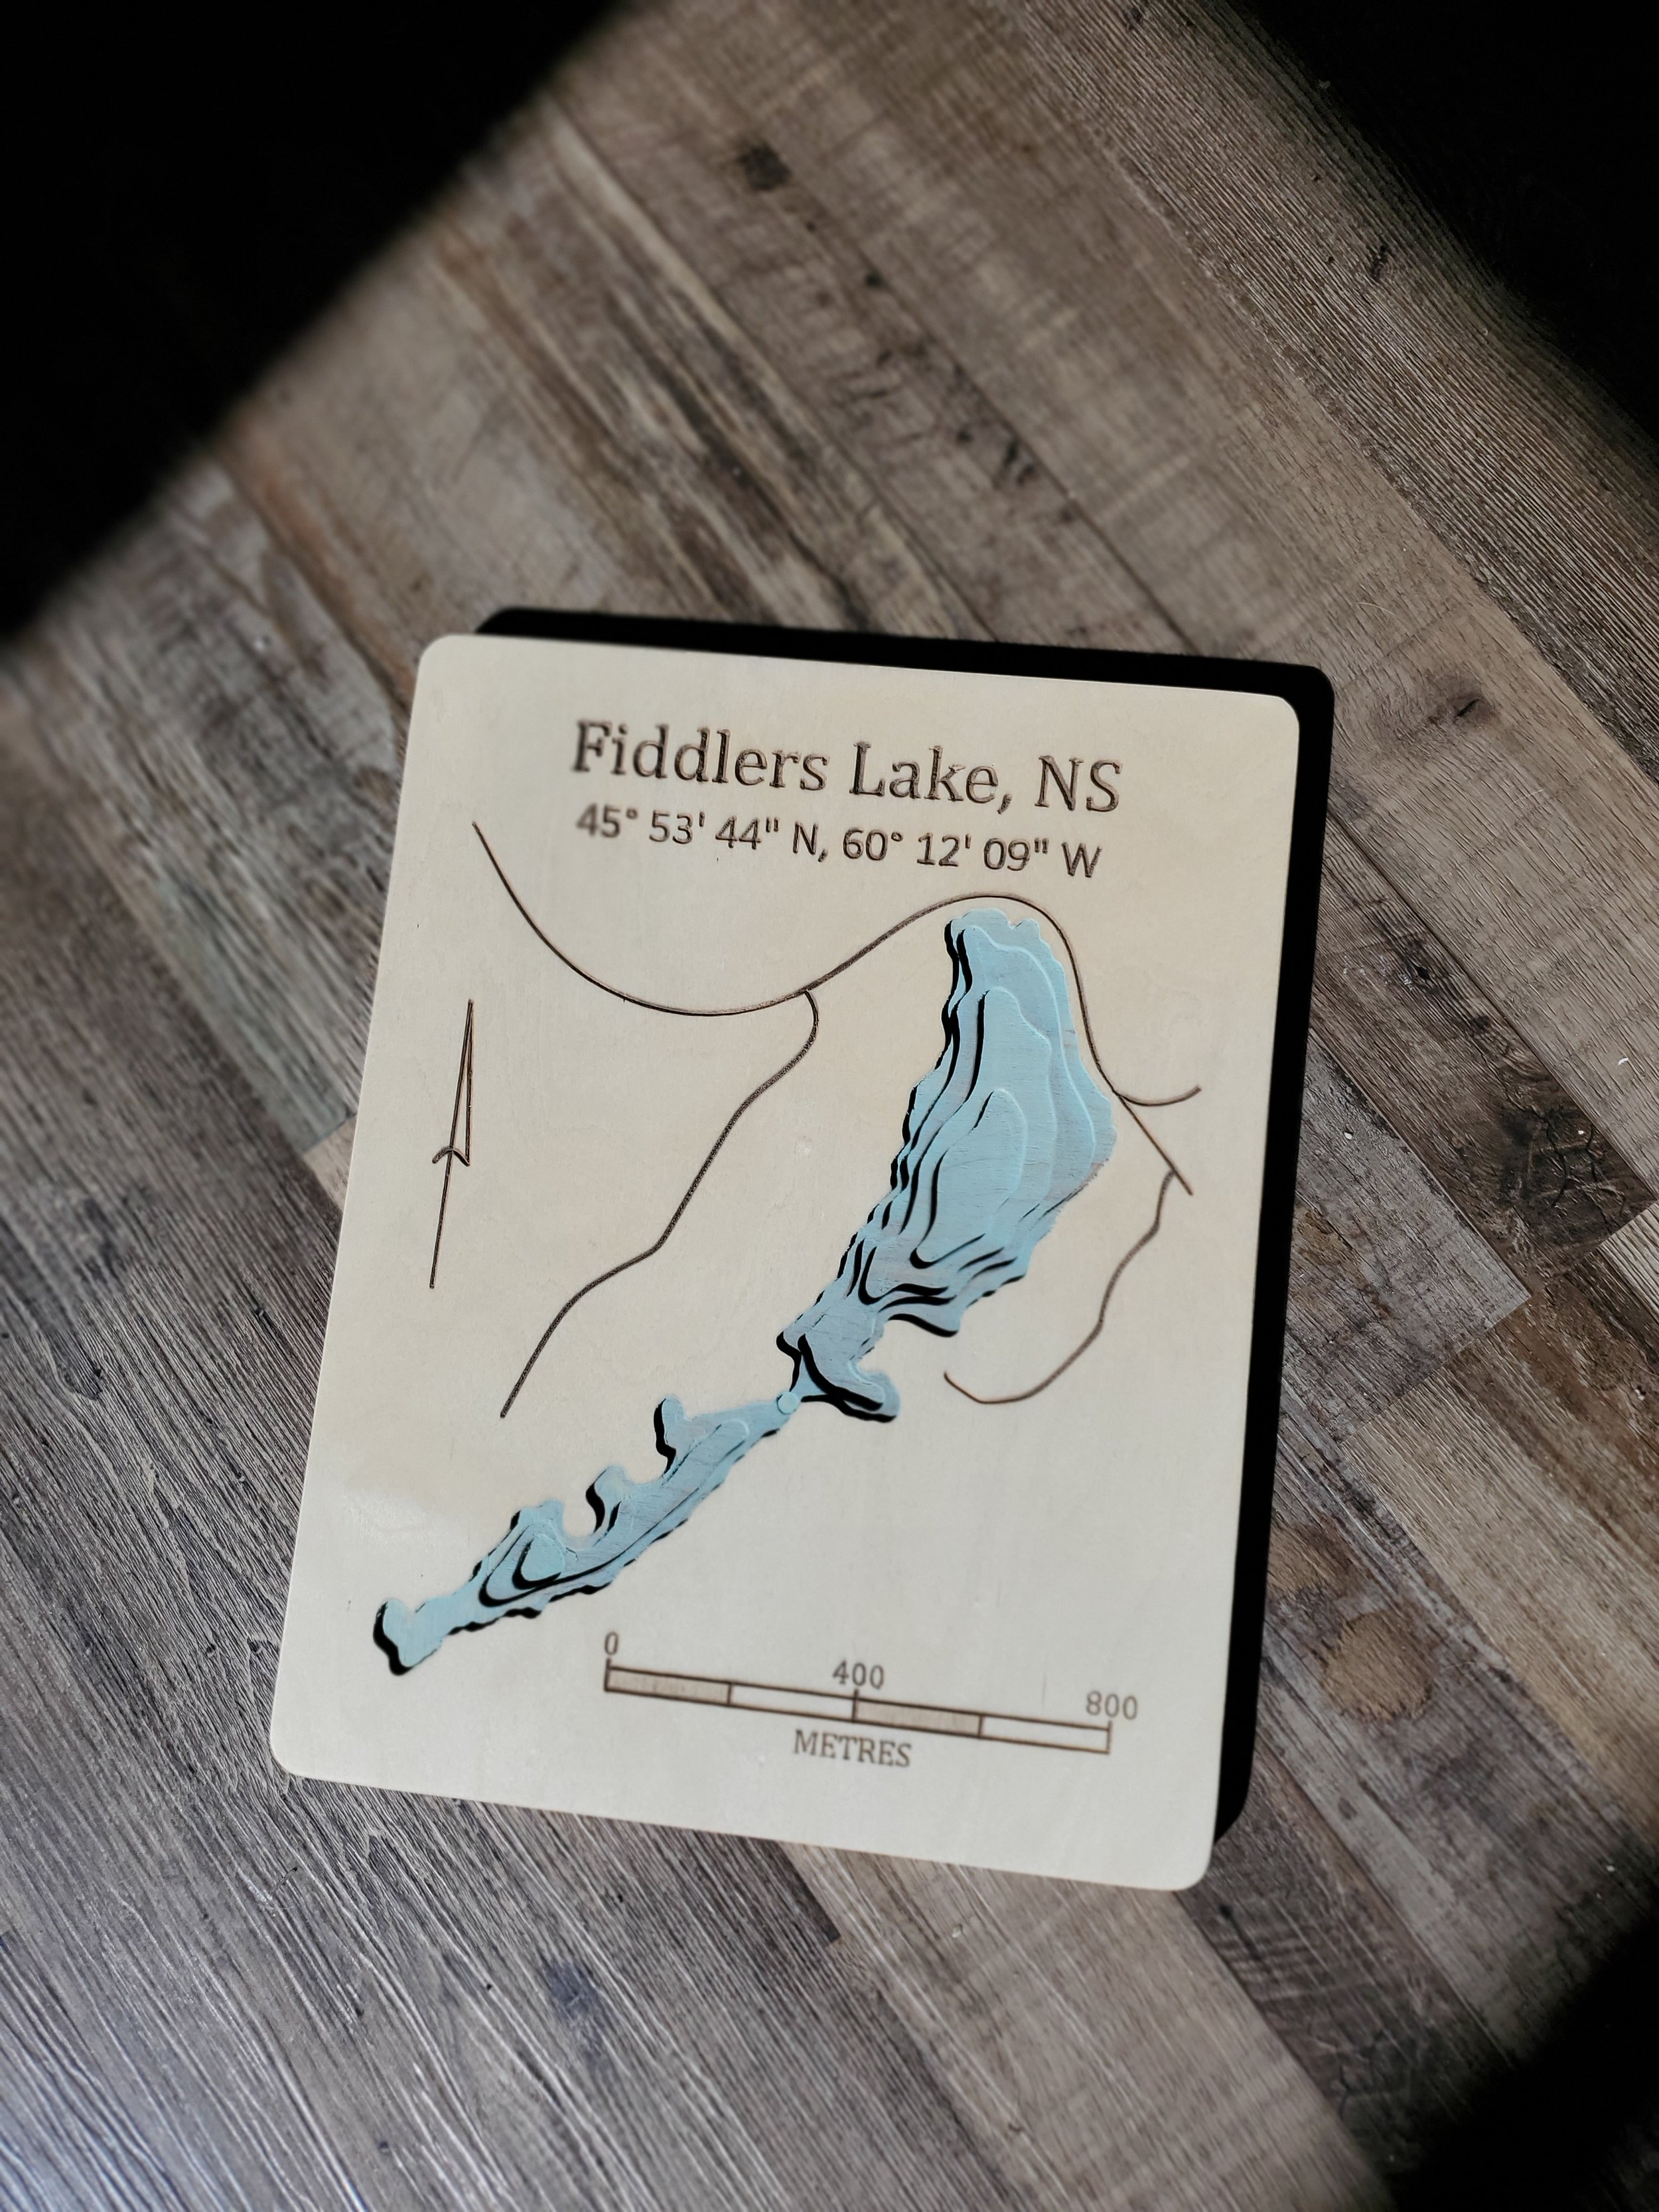 Fiddlers Lake, NS
45° 53' 44" N, 60° 12' 09" W
0 400 800
METRES